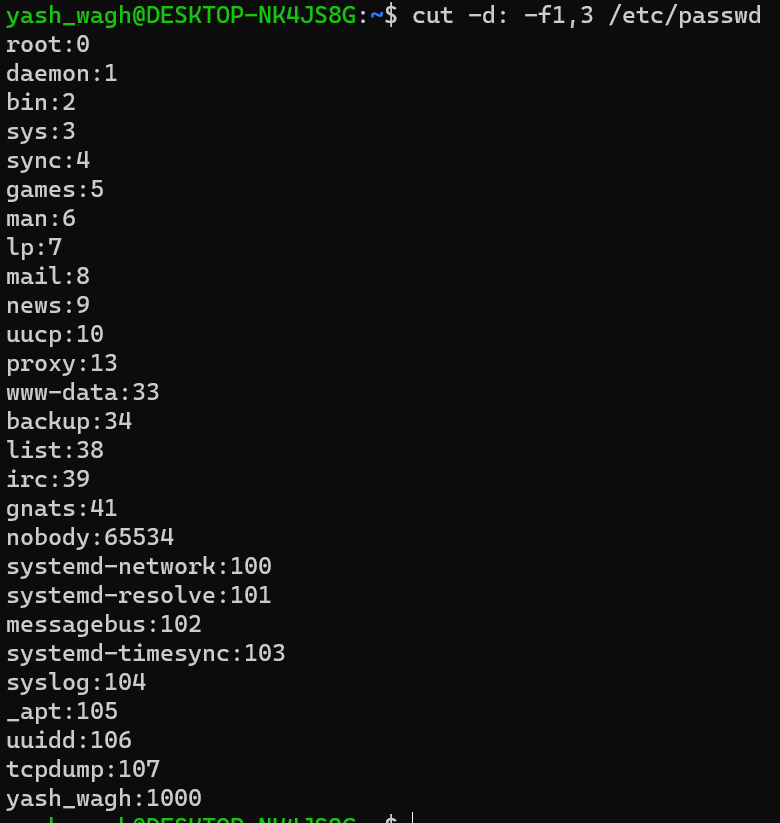 yash_wagh@DESKTOP-NK4JS8G:~$ cut -d: -f1,3 /etc/passwd
root:0
daemon:1
bin:2
sys:3
sync:4
games:5
man:6
lp:7
mail:8
news:9
uucp:10
proxy:13
www-data:33
backup:34
list:38
irc:39
gnats:41
nobody:65534
systemd-network:100
systemd-resolve:101
messagebus:102
systemd-timesync:103
syslog:104
_apt:105
uuidd:106
tcpdump:107
yash_wagh:1000
yash_wagh@DESKTOP-NK4JS8G:~$